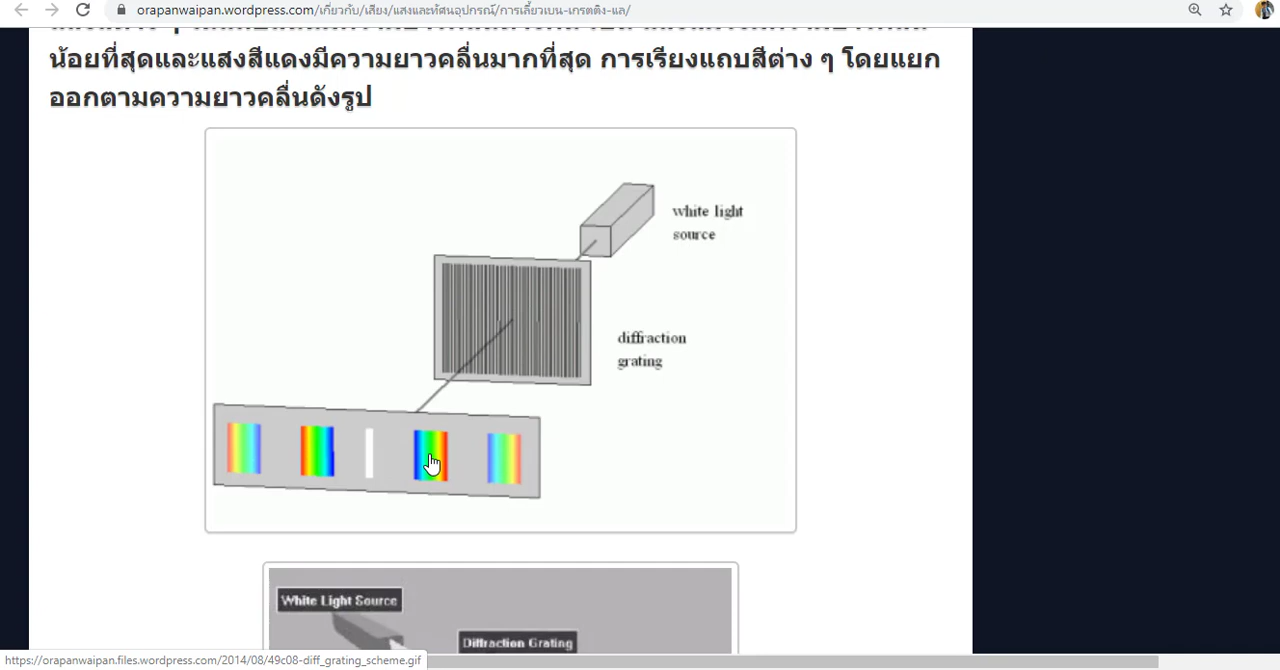 orapanwaipan.wordpress.com/เกี่ยวกับ/เสียง/แสงและทัศนอุปกรณ์/การเลี้ยวเบน-เกรตติง-แล/
น้อยที่สุดและแสงสีแดงมีความยาวคลื่นมากที่สุด การเรียงแถบสีต่าง ๆ โดยแยก
ออกตามความยาวคลื่นดังรูป
white light
source
diffraction
grating
White Light Source
Diffraction Grating
https://orapanwaipan.files.wordpress.com/2014/08/49c08-diff_grating_scheme.gif